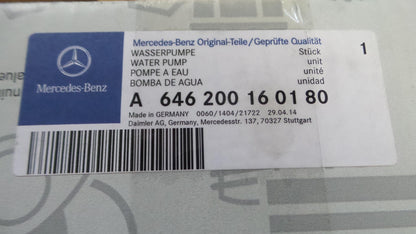 Mercedes-Benz
Mercedes-Benz Original-Teile/Geprüfte Qualität
WASSERPUMPE Stück 1
WATER PUMP unit
POMPE A EAU unité
BOMBA DE AGUA unidad
A 646 200 16 01 80
Made in GERMANY 0060/1404/21722 29.04.14
Daimler AG, Germany, Mercedesstr. 137, 70327 Stuttgart